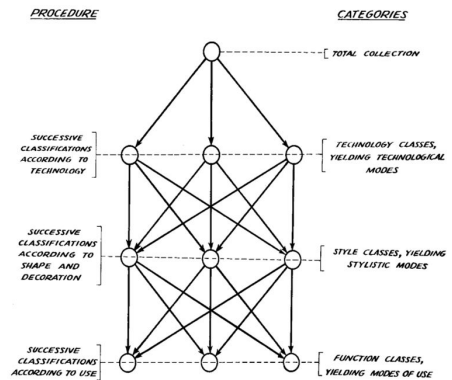 PROCEDURE
CATEGORIES
TOTAL COLLECTION
SUCCESSIVE
CLASSIFICATIONS
ACCORDING TO
TECHNOLOGY
TECHNOLOGY CLASSES,
YIELDING TECHNOLOGICAL
MODES
SUCCESSIVE
CLASSIFICATIONS
ACCORDING TO
SHAPE AND
DECORATION
STYLE CLASSES, YIELDING
STYLISTIC MODES
SUCCESSIVE
CLASSIFICATIONS
ACCORDING TO USE
FUNCTION CLASSES,
YIELDING MODES OF USE